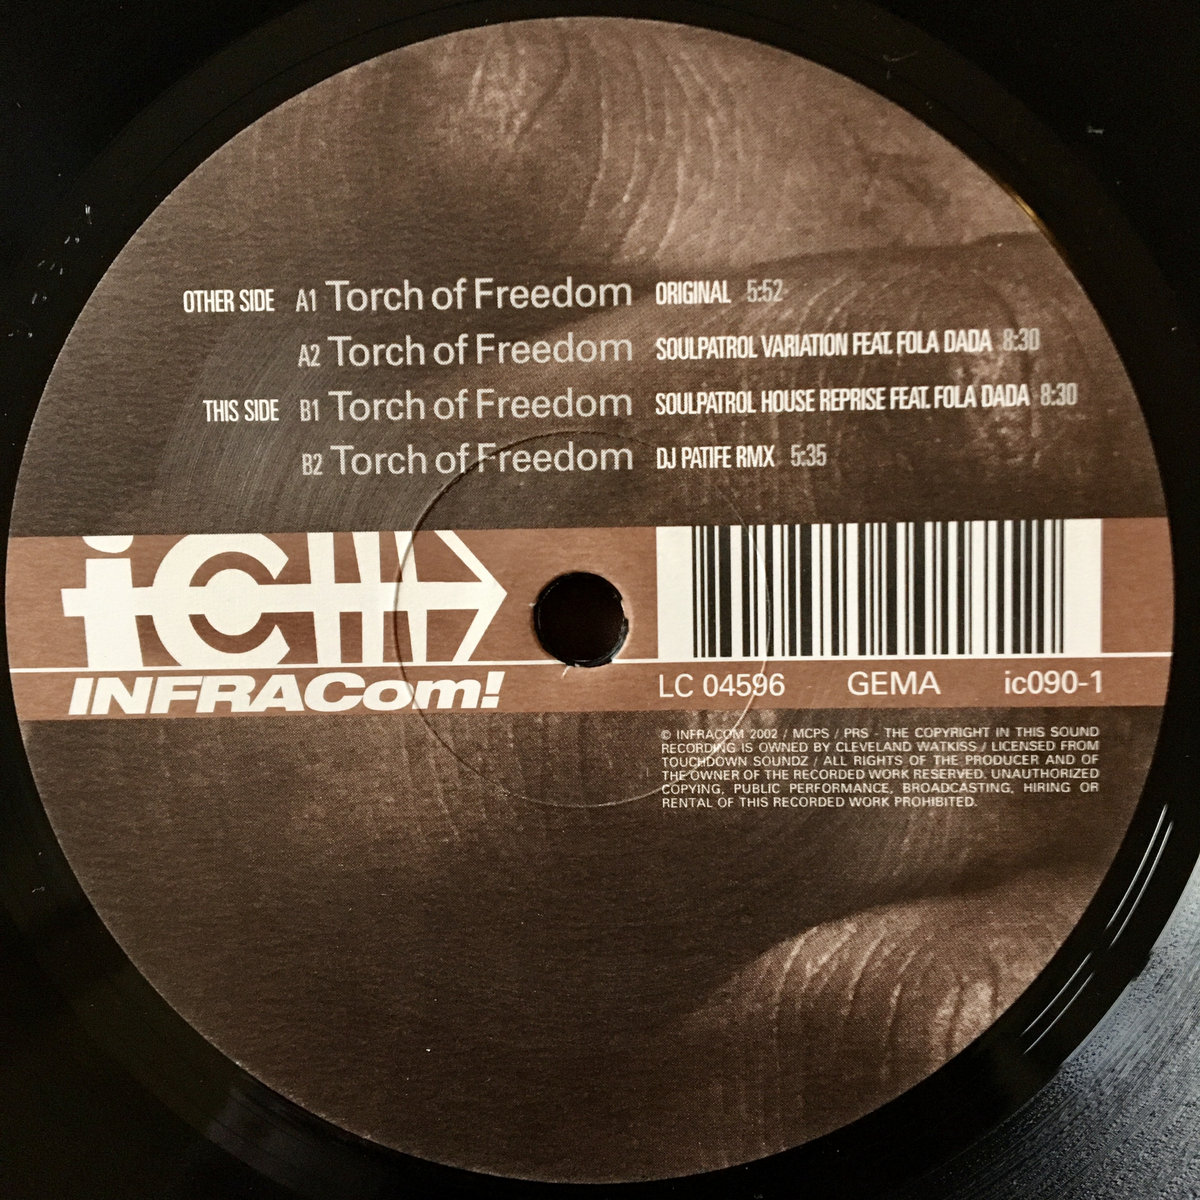 OTHER SIDE A1 Torch of Freedom ORIGINAL 5:52
A2 Torch of Freedom SOULPATROL VARIATION FEAT. FOLA DADA 8:30
THIS SIDE B1 Torch of Freedom SOULPATROL HOUSE REPRISE FEAT. FOLA DADA 8:30
B2 Torch of Freedom DJ PATIFE RMX 5:35
ic
INFRACom!
LC 04596 GEMA ic090-1
© INFRACOM 2002 / MCPS / PRS - THE COPYRIGHT IN THIS SOUND
RECORDING IS OWNED BY CLEVELAND WATKISS / LICENSED FROM
TOUCHDOWN SOUNDZ / ALL RIGHTS OF THE PRODUCER AND OF
THE OWNER OF THE RECORDED WORK RESERVED. UNAUTHORIZED
COPYING, PUBLIC PERFORMANCE, BROADCASTING, HIRING OR
RENTAL OF THIS RECORDED WORK PROHIBITED.